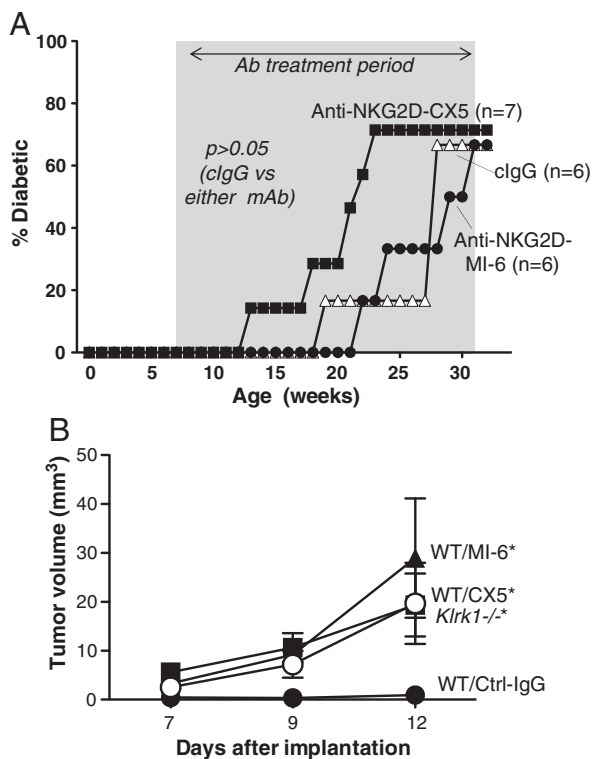 A
100
80
60
40
20
0
% Diabetic
Ab treatment period
Anti-NKG2D-CX5 (n=7)
p>0.05
(cIgG vs
either mAb)
cIgG (n=6)
Anti-NKG2D-
MI-6 (n=6)
0 5 10 15 20 25 30
Age (weeks)
B
50
40
30
20
10
0
Tumor volume (mm³)
WT/MI-6*
WT/CX5*
Klrk1-/-*
WT/Ctrl-IgG
7 9 12
Days after implantation